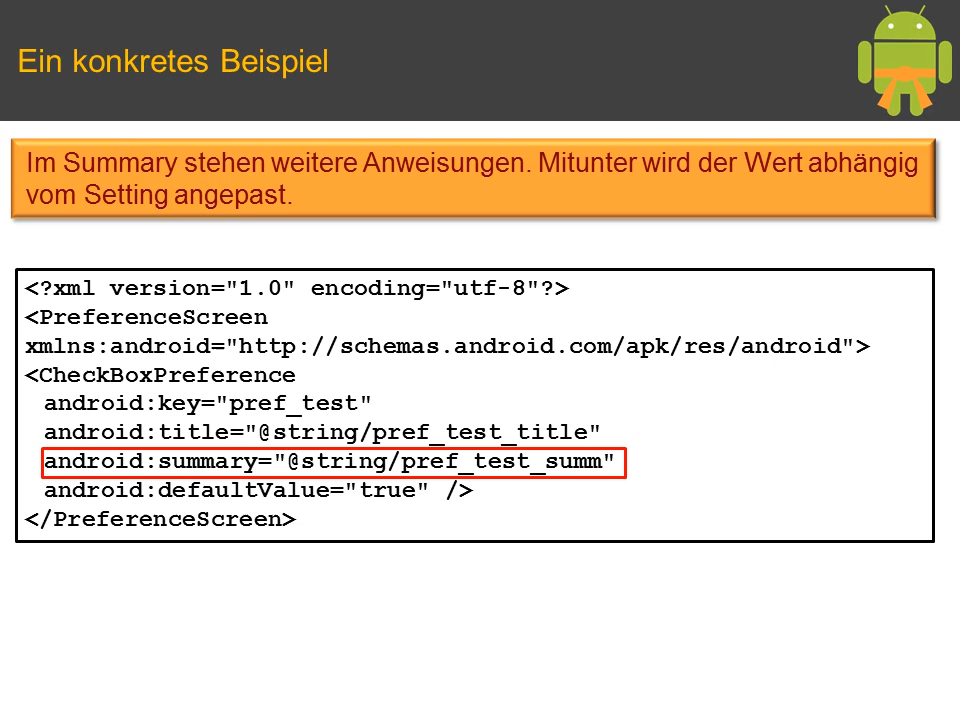 Ein konkretes Beispiel
Im Summary stehen weitere Anweisungen. Mitunter wird der Wert abhängig
vom Setting angepast.
<?xml version="1.0" encoding="utf-8"?>
<PreferenceScreen
xmlns:android="http://schemas.android.com/apk/res/android">
<CheckBoxPreference
android:key="pref_test"
android:title="@string/pref_test_title"
android:summary="@string/pref_test_summ"
android:defaultValue="true" />
</PreferenceScreen>